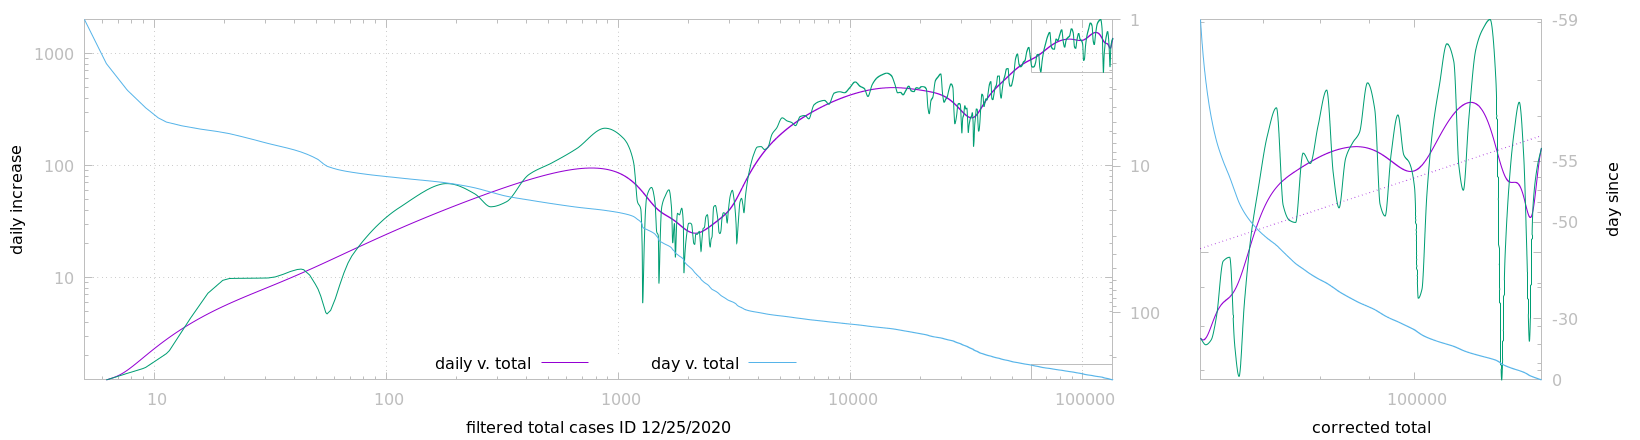 1000
100
10
daily increase
1
10
100
daily v. total
day v. total
10
100
1000
10000
100000
filtered total cases ID 12/25/2020
-59
-55
-50
-30
0
day since
100000
corrected total